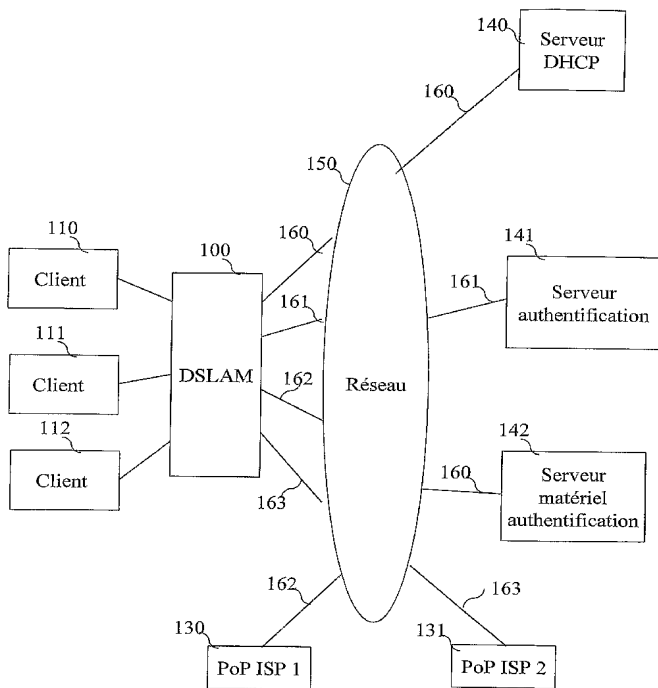 140
Serveur
DHCP
160
150
110
Client
100
160
141
161
Serveur
authentification
161
111
Client
DSLAM
162
Réseau
112
Client
142
160
Serveur
matériel
authentification
163
162
163
130
PoP ISP 1
131
PoP ISP 2